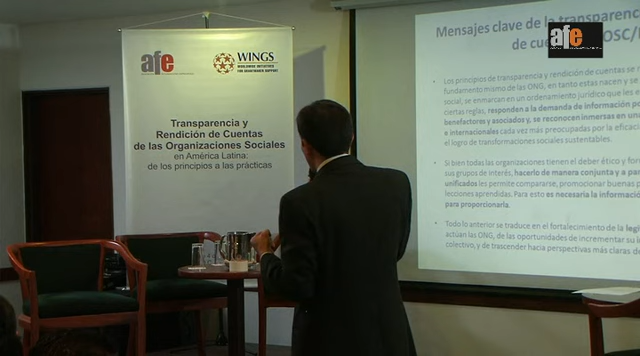 afe
WINGS
WORLDWIDE INITIATIVES
FOR GRANTMAKER SUPPORT
Transparencia y
Rendición de Cuentas
de las Organizaciones Sociales
en América Latina:
de los principios a las prácticas
Mensajes clave de la transparenc
de cue OSC/
afe
Los principios de transparencia y rendición de cuentas se
fundamento mismo de las ONG, en tanto estas nacen y se
social, se enmarcan en un ordenamiento jurídico que les e
ciertas reglas, responden a la demanda de información po
benefactores y asociados y, se reconocen inmersas en un
e internacionales cada vez más preocupadas por la eficac
el logro de transformaciones sociales sustentables.
Si bien todas las organizaciones tienen el deber ético y for
sus grupos de interés, hacerlo de manera conjunta y a pa
unificados les permite compararse, promocionar buenas p
lecciones aprendidas. Para esto es necesaria la informació
para proporcionarla.
Todo lo anterior se traduce en el fortalecimiento de la legi
actúan las ONG, de las oportunidades de incrementar su
colectivo, y de trascender hacia perspectivas más claras d
afe